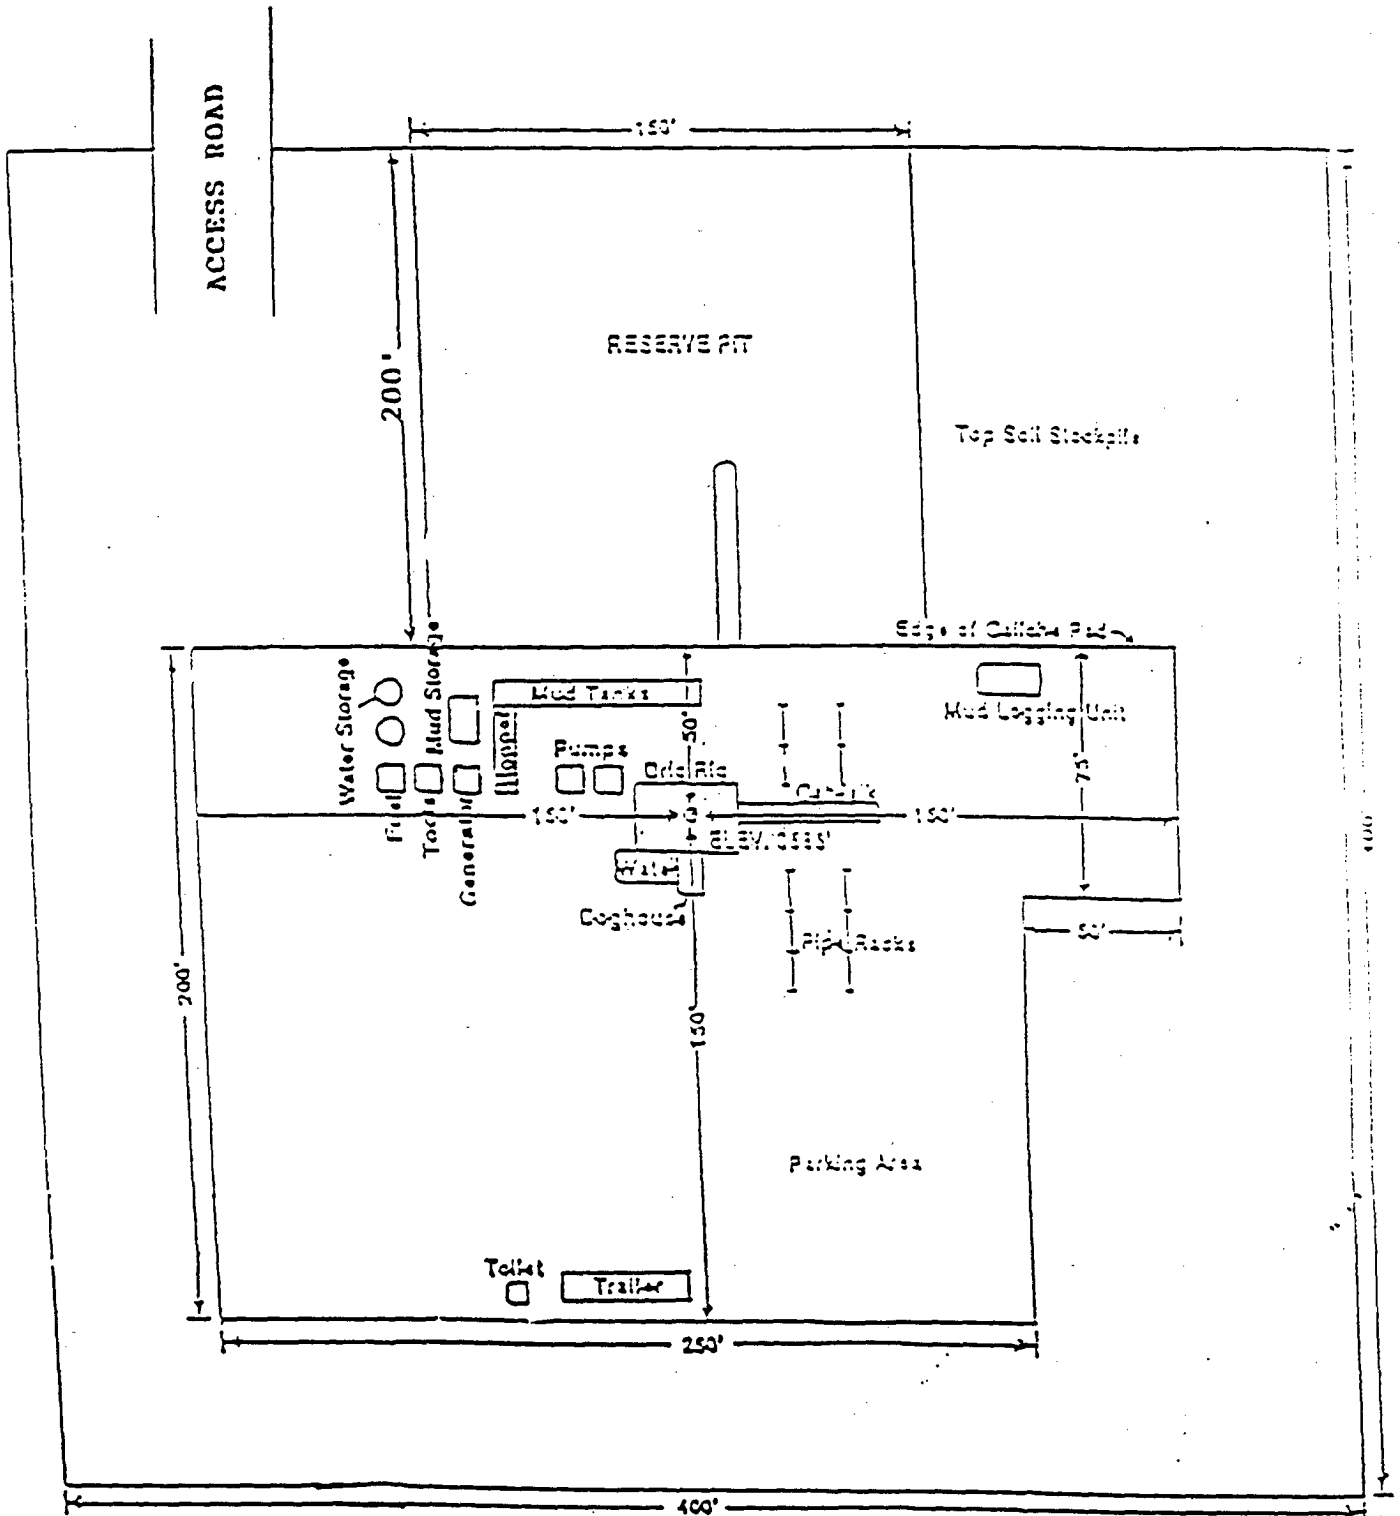 ACCESS ROAD
150'
200'
RESERVE PIT
Top Soil Stockpile
Edge of Caliche Pad
Water Storage
Mud Storage
Mud Tanks
Mud Logging Unit
50'
75'
Pumps
Hopper
Fuel
Tools
Generator
150'
150'
Water
Doghouse
50'
Pipe Racks
200'
150'
400'
Parking Area
Toilet
Trailer
250'
400'